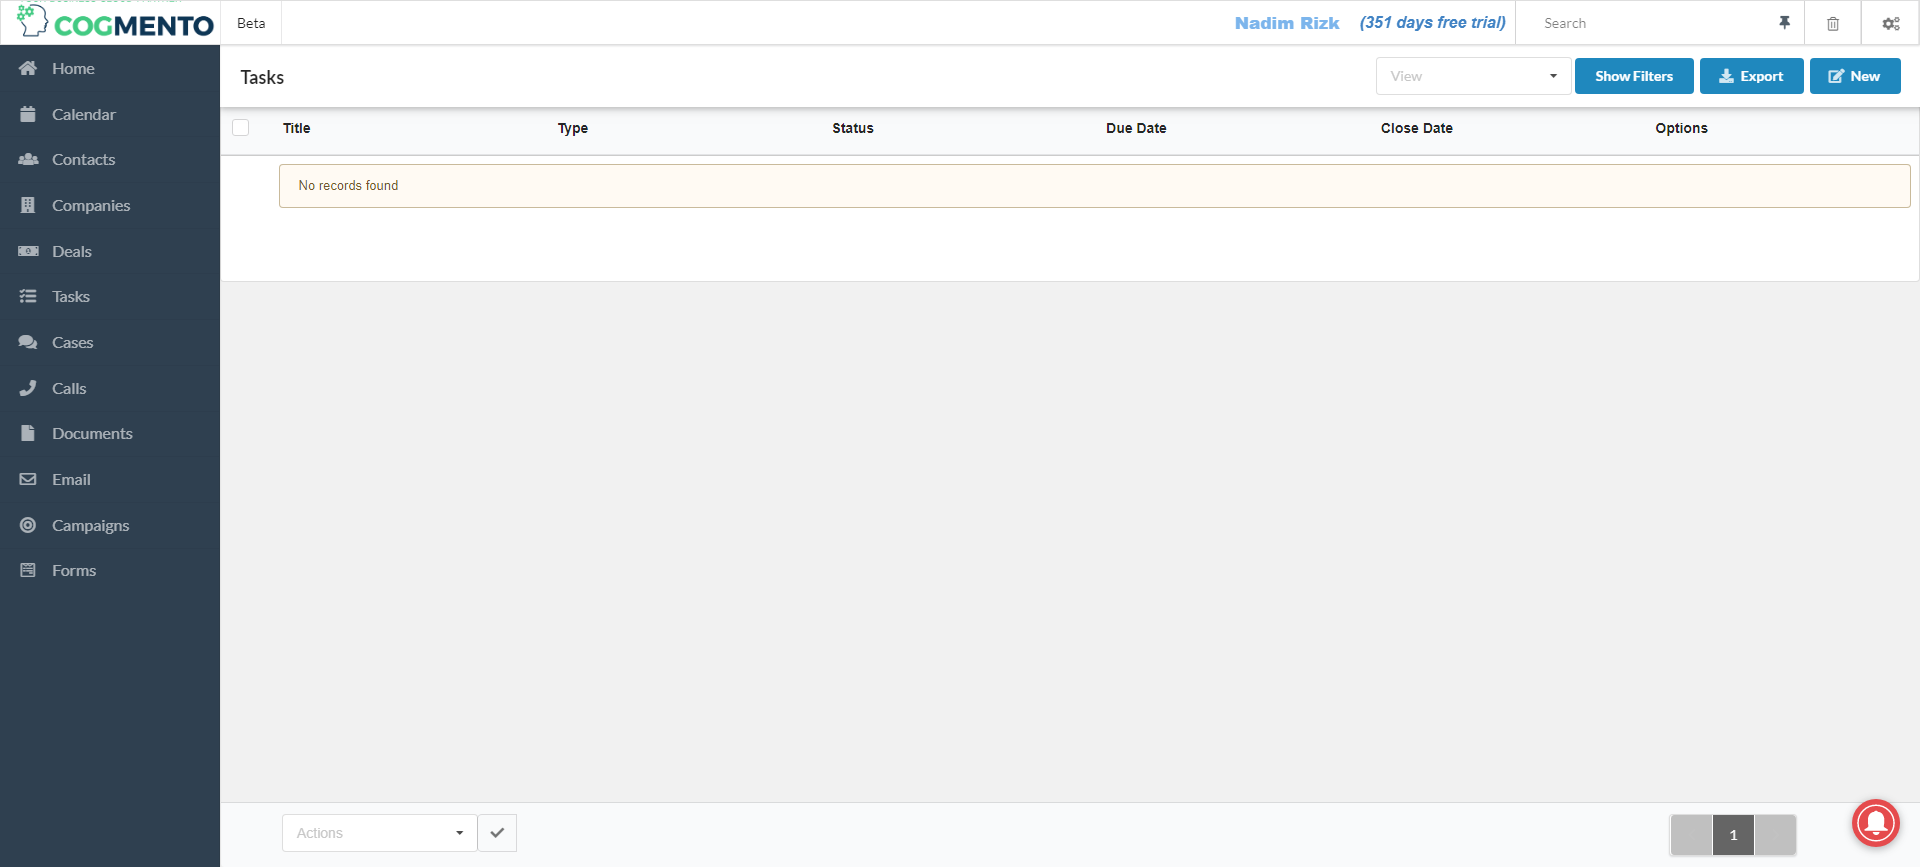 COGMENTO
Beta
Nadim Rizk
(351 days free trial)
Search
Home
Calendar
Contacts
Companies
Deals
Tasks
Cases
Calls
Documents
Email
Campaigns
Forms
Tasks
View
Show Filters
Export
New
Title
Type
Status
Due Date
Close Date
Options
No records found
Actions
1